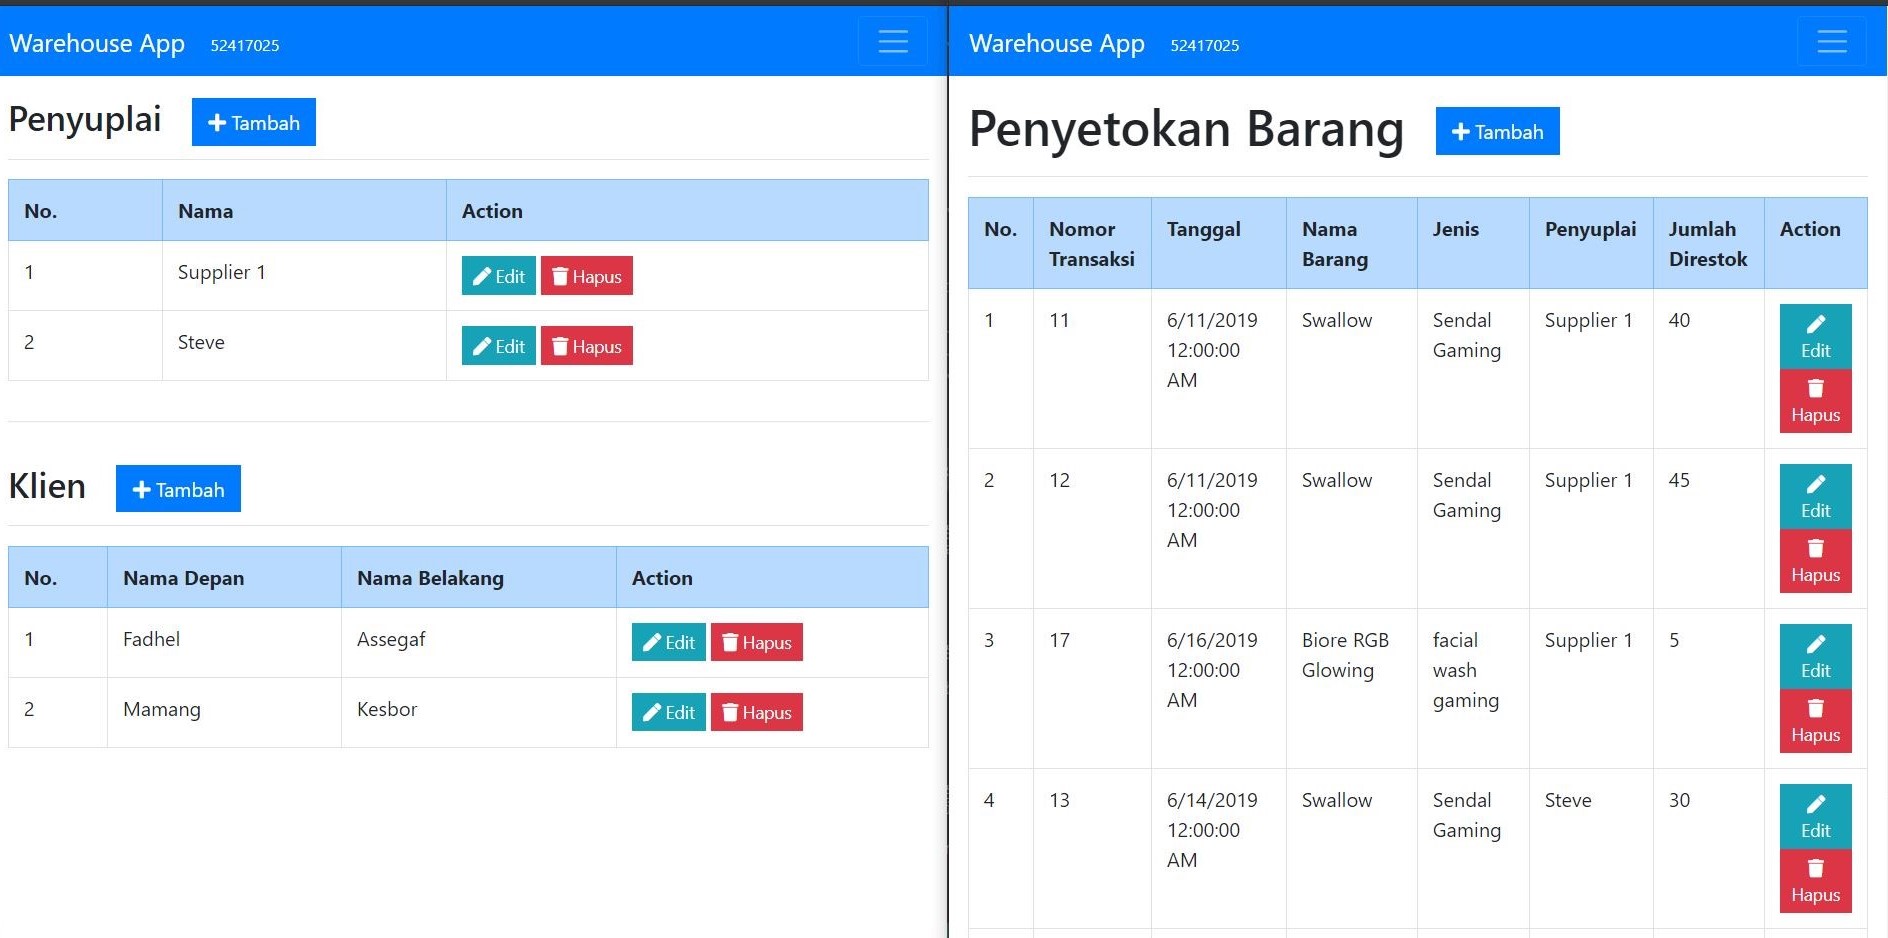 Warehouse App 52417025
Penyuplai + Tambah
No. Nama Action
1 Supplier 1 Edit Hapus
2 Steve Edit Hapus
Klien + Tambah
No. Nama Depan Nama Belakang Action
1 Fadhel Assegaf Edit Hapus
2 Mamang Kesbor Edit Hapus
Warehouse App 52417025
Penyetokan Barang + Tambah
No. Nomor Tanggal Nama Jenis Penyuplai Jumlah Action
Transaksi Barang Direstok
1 11 6/11/2019 Swallow Sendal Supplier 1 40
12:00:00 Gaming Edit
AM
Hapus
2 12 6/11/2019 Swallow Sendal Supplier 1 45
12:00:00 Gaming Edit
AM
Hapus
3 17 6/16/2019 Biore RGB facial Supplier 1 5
12:00:00 Glowing wash Edit
AM gaming
Hapus
4 13 6/14/2019 Swallow Sendal Steve 30
12:00:00 Gaming Edit
AM
Hapus